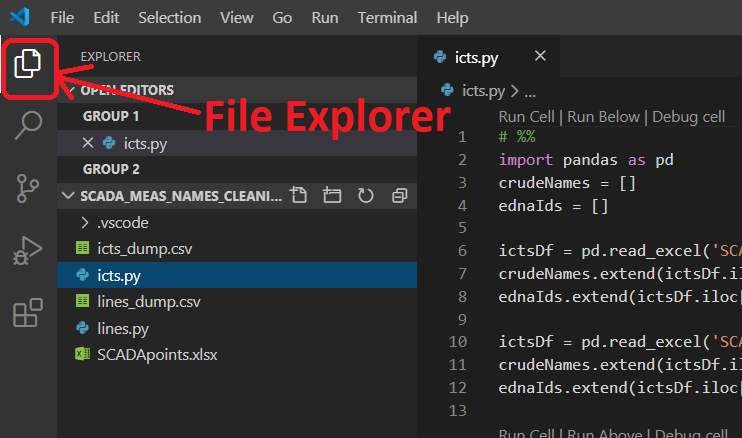 File Edit Selection View Go Run Terminal Help
EXPLORER
OPEN EDITORS
GROUP 1
icts.py
GROUP 2
SCADA_MEAS_NAMES_CLEANI...
.vscode
icts_dump.csv
icts.py
lines_dump.csv
lines.py
SCADApoints.xlsx
File Explorer
icts.py
icts.py > ...
Run Cell | Run Below | Debug cell
1 # %%
2 import pandas as pd
3 crudeNames = []
4 ednaIds = []
5
6 ictsDf = pd.read_excel('SCA
7 crudeNames.extend(ictsDf.il
8 ednaIds.extend(ictsDf.iloc[
9
10 ictsDf = pd.read_excel('SCA
11 crudeNames.extend(ictsDf.il
12 ednaIds.extend(ictsDf.iloc[
13
Run Cell | Run Above | Debug cell